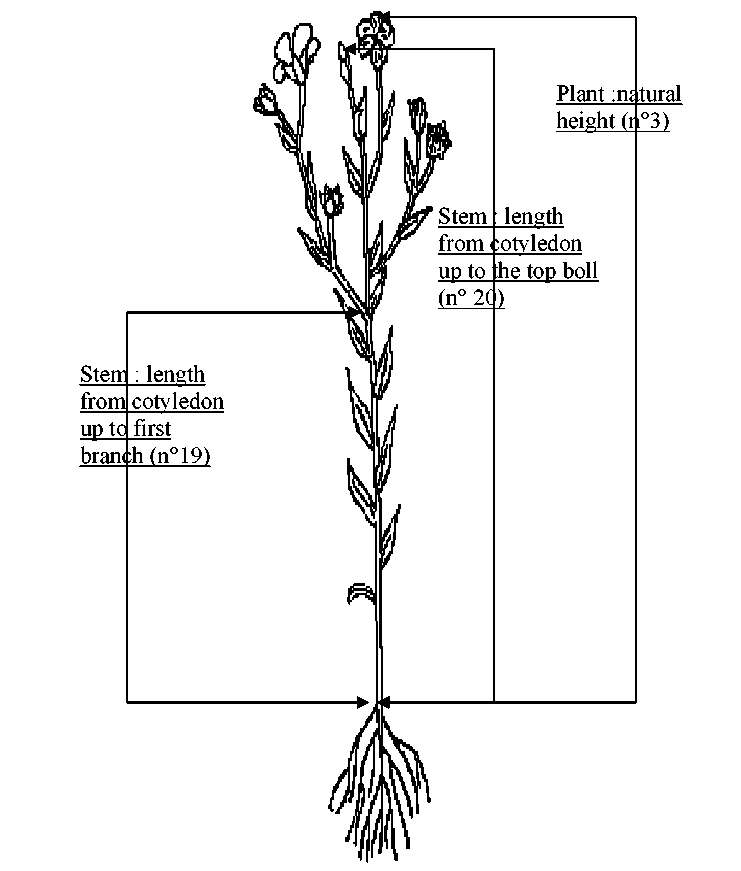 Plant :natural
height (n°3)
Stem : length
from cotyledon
up to the top boll
(n° 20)
Stem : length
from cotyledon
up to first
branch (n°19)